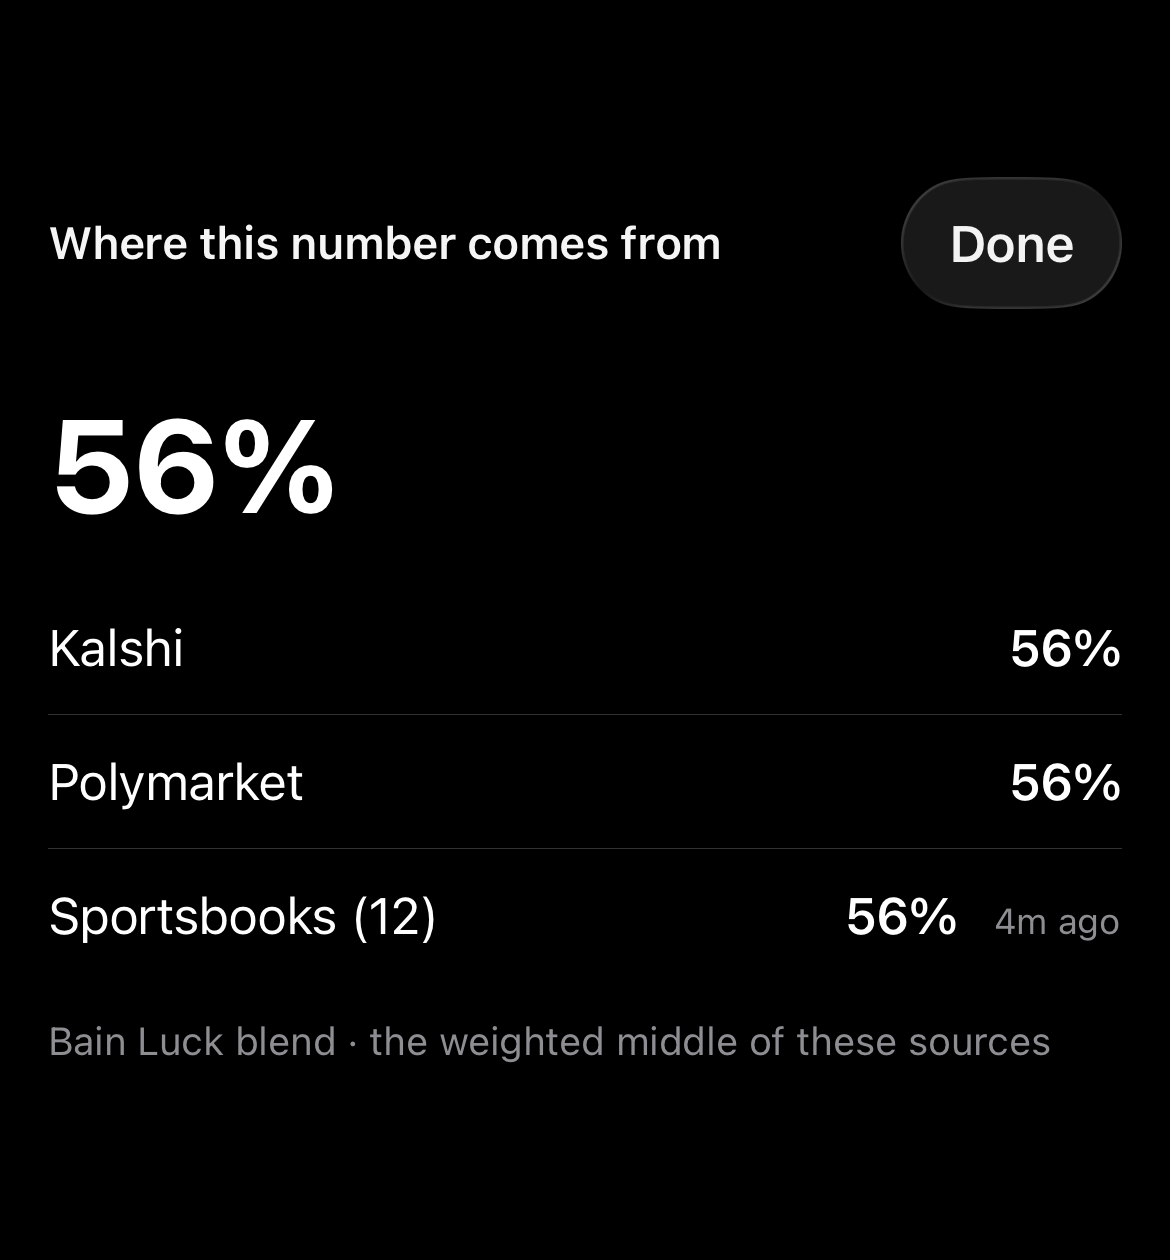 Where this number comes from
Done
56%
Kalshi 56%
Polymarket 56%
Sportsbooks (12) 56% 4m ago
Bain Luck blend · the weighted middle of these sources